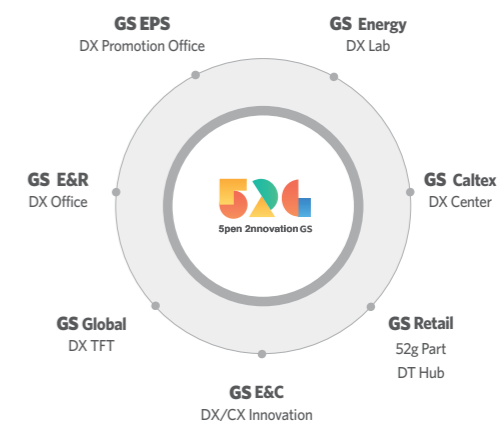 GS EPS
DX Promotion Office
GS Energy
DX Lab
GS E&R
DX Office
52G
5pen 2nnovation GS
GS Caltex
DX Center
GS Global
DX TFT
GS Retail
52g Part
DT Hub
GS E&C
DX/CX Innovation